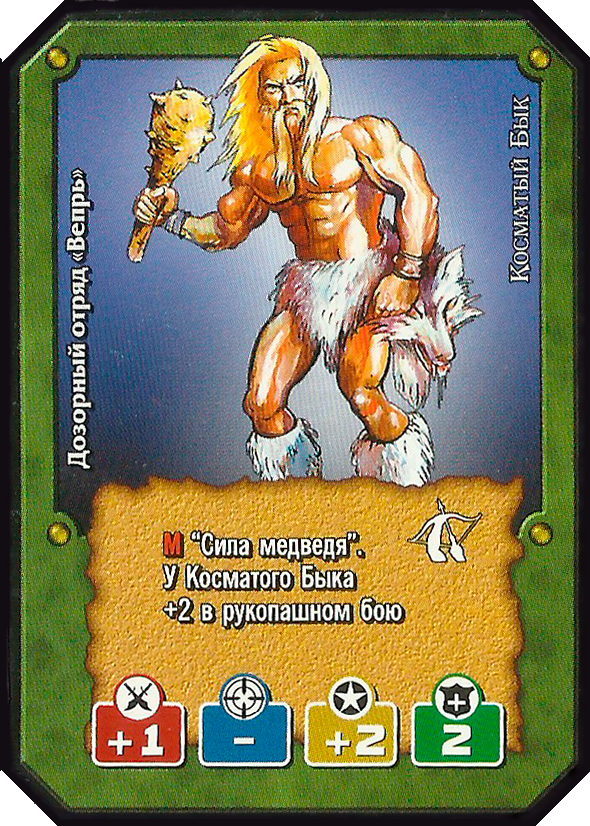 Дозорный отряд «Вепрь»
Косматый Бык
М "Сила медведя".
У Косматого Быка
+2 в рукопашном бою
+1
-
+2
2